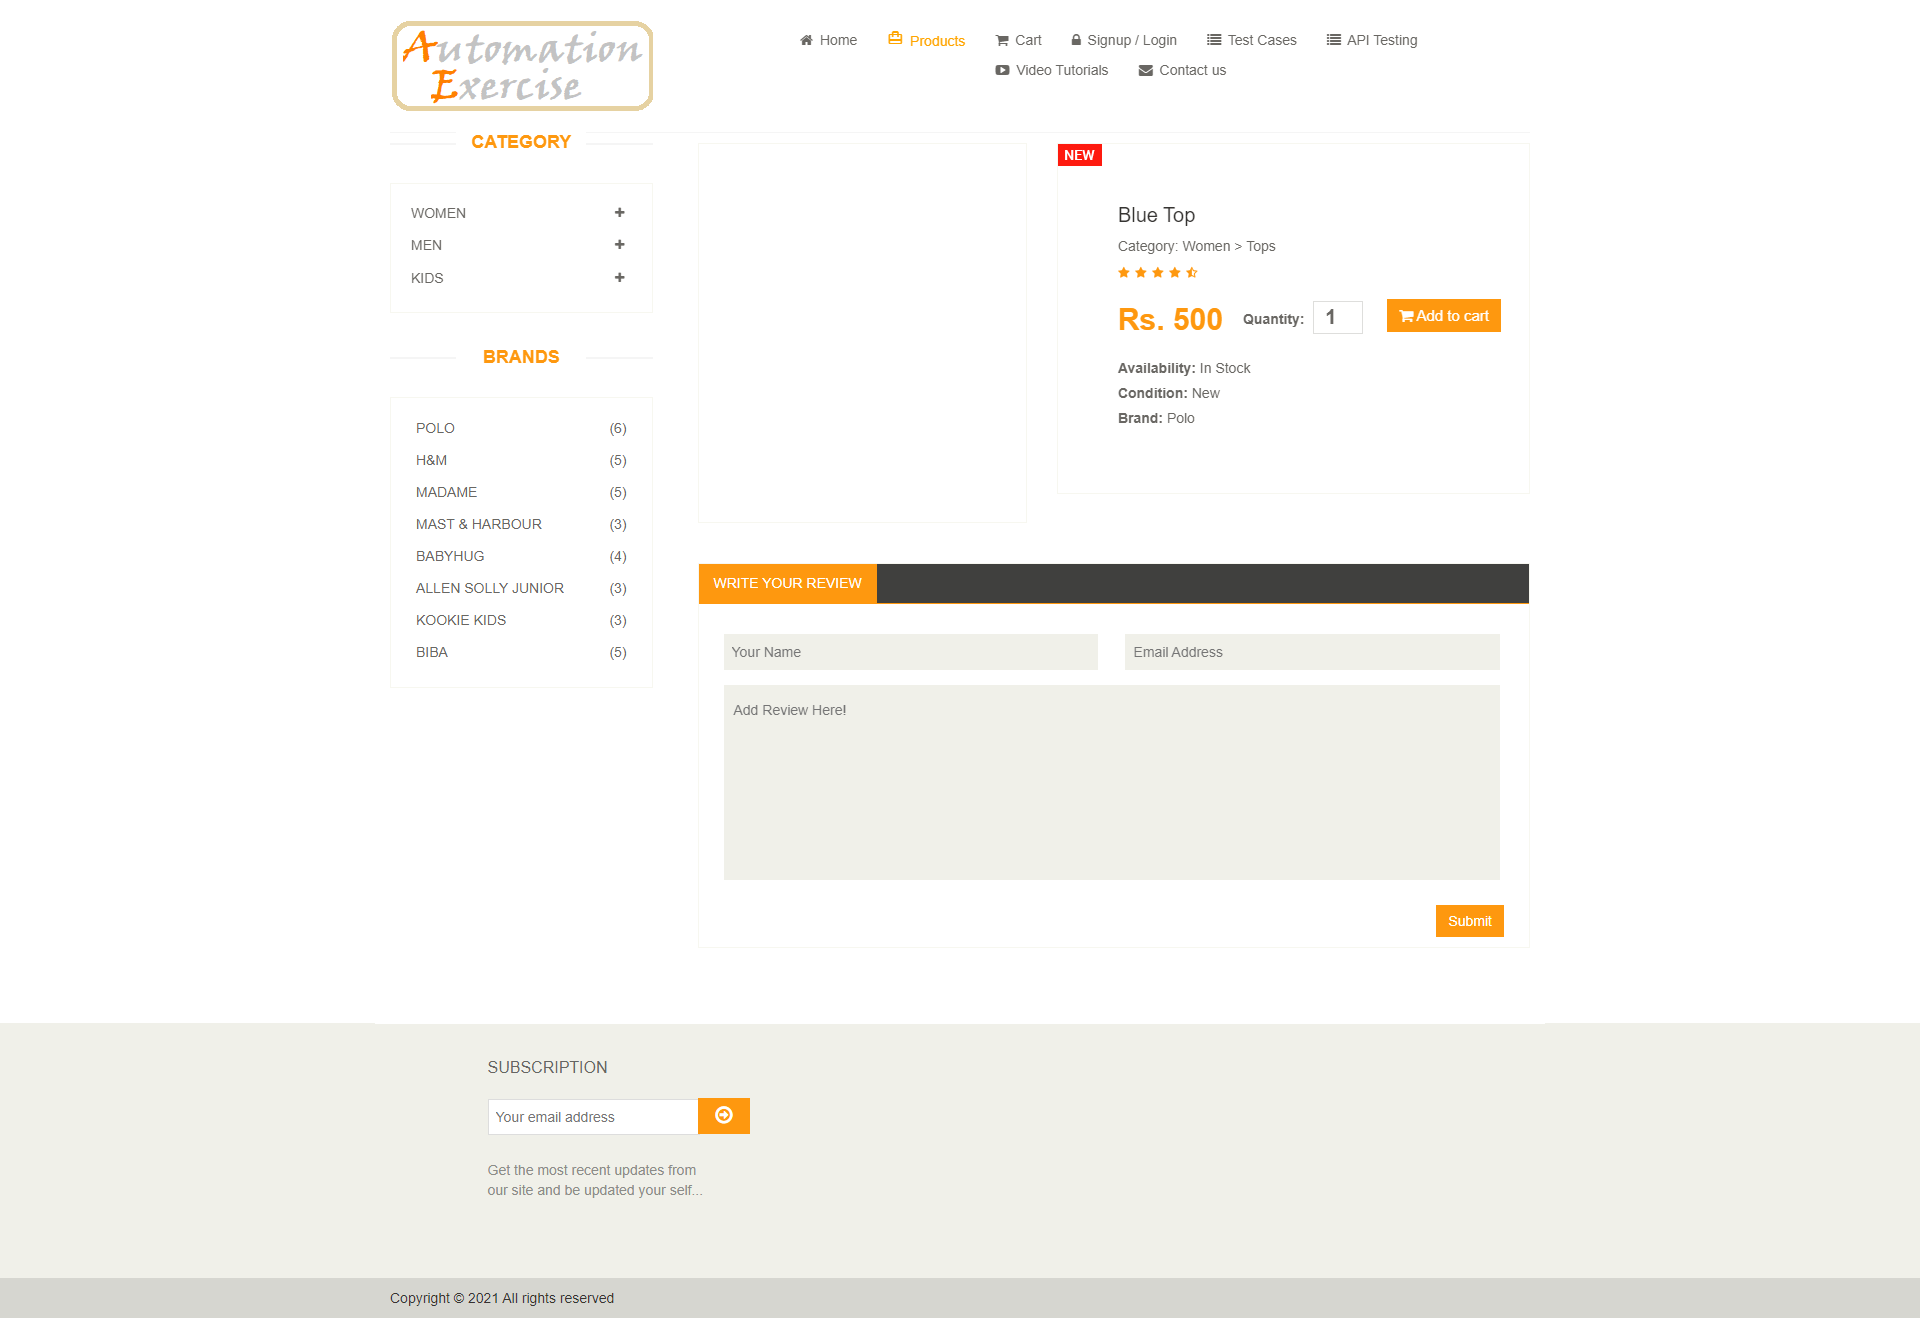 Automation
Exercise
Home
Products
Cart
Signup / Login
Test Cases
API Testing
Video Tutorials
Contact us
CATEGORY
WOMEN
MEN
KIDS
BRANDS
POLO (6)
H&M (5)
MADAME (5)
MAST & HARBOUR (3)
BABYHUG (4)
ALLEN SOLLY JUNIOR (3)
KOOKIE KIDS (3)
BIBA (5)
NEW
Blue Top
Category: Women > Tops
Rs. 500 Quantity: 1 Add to cart
Availability: In Stock
Condition: New
Brand: Polo
WRITE YOUR REVIEW
Your Name
Email Address
Add Review Here!
Submit
SUBSCRIPTION
Your email address
Get the most recent updates from
our site and be updated your self...
Copyright © 2021 All rights reserved